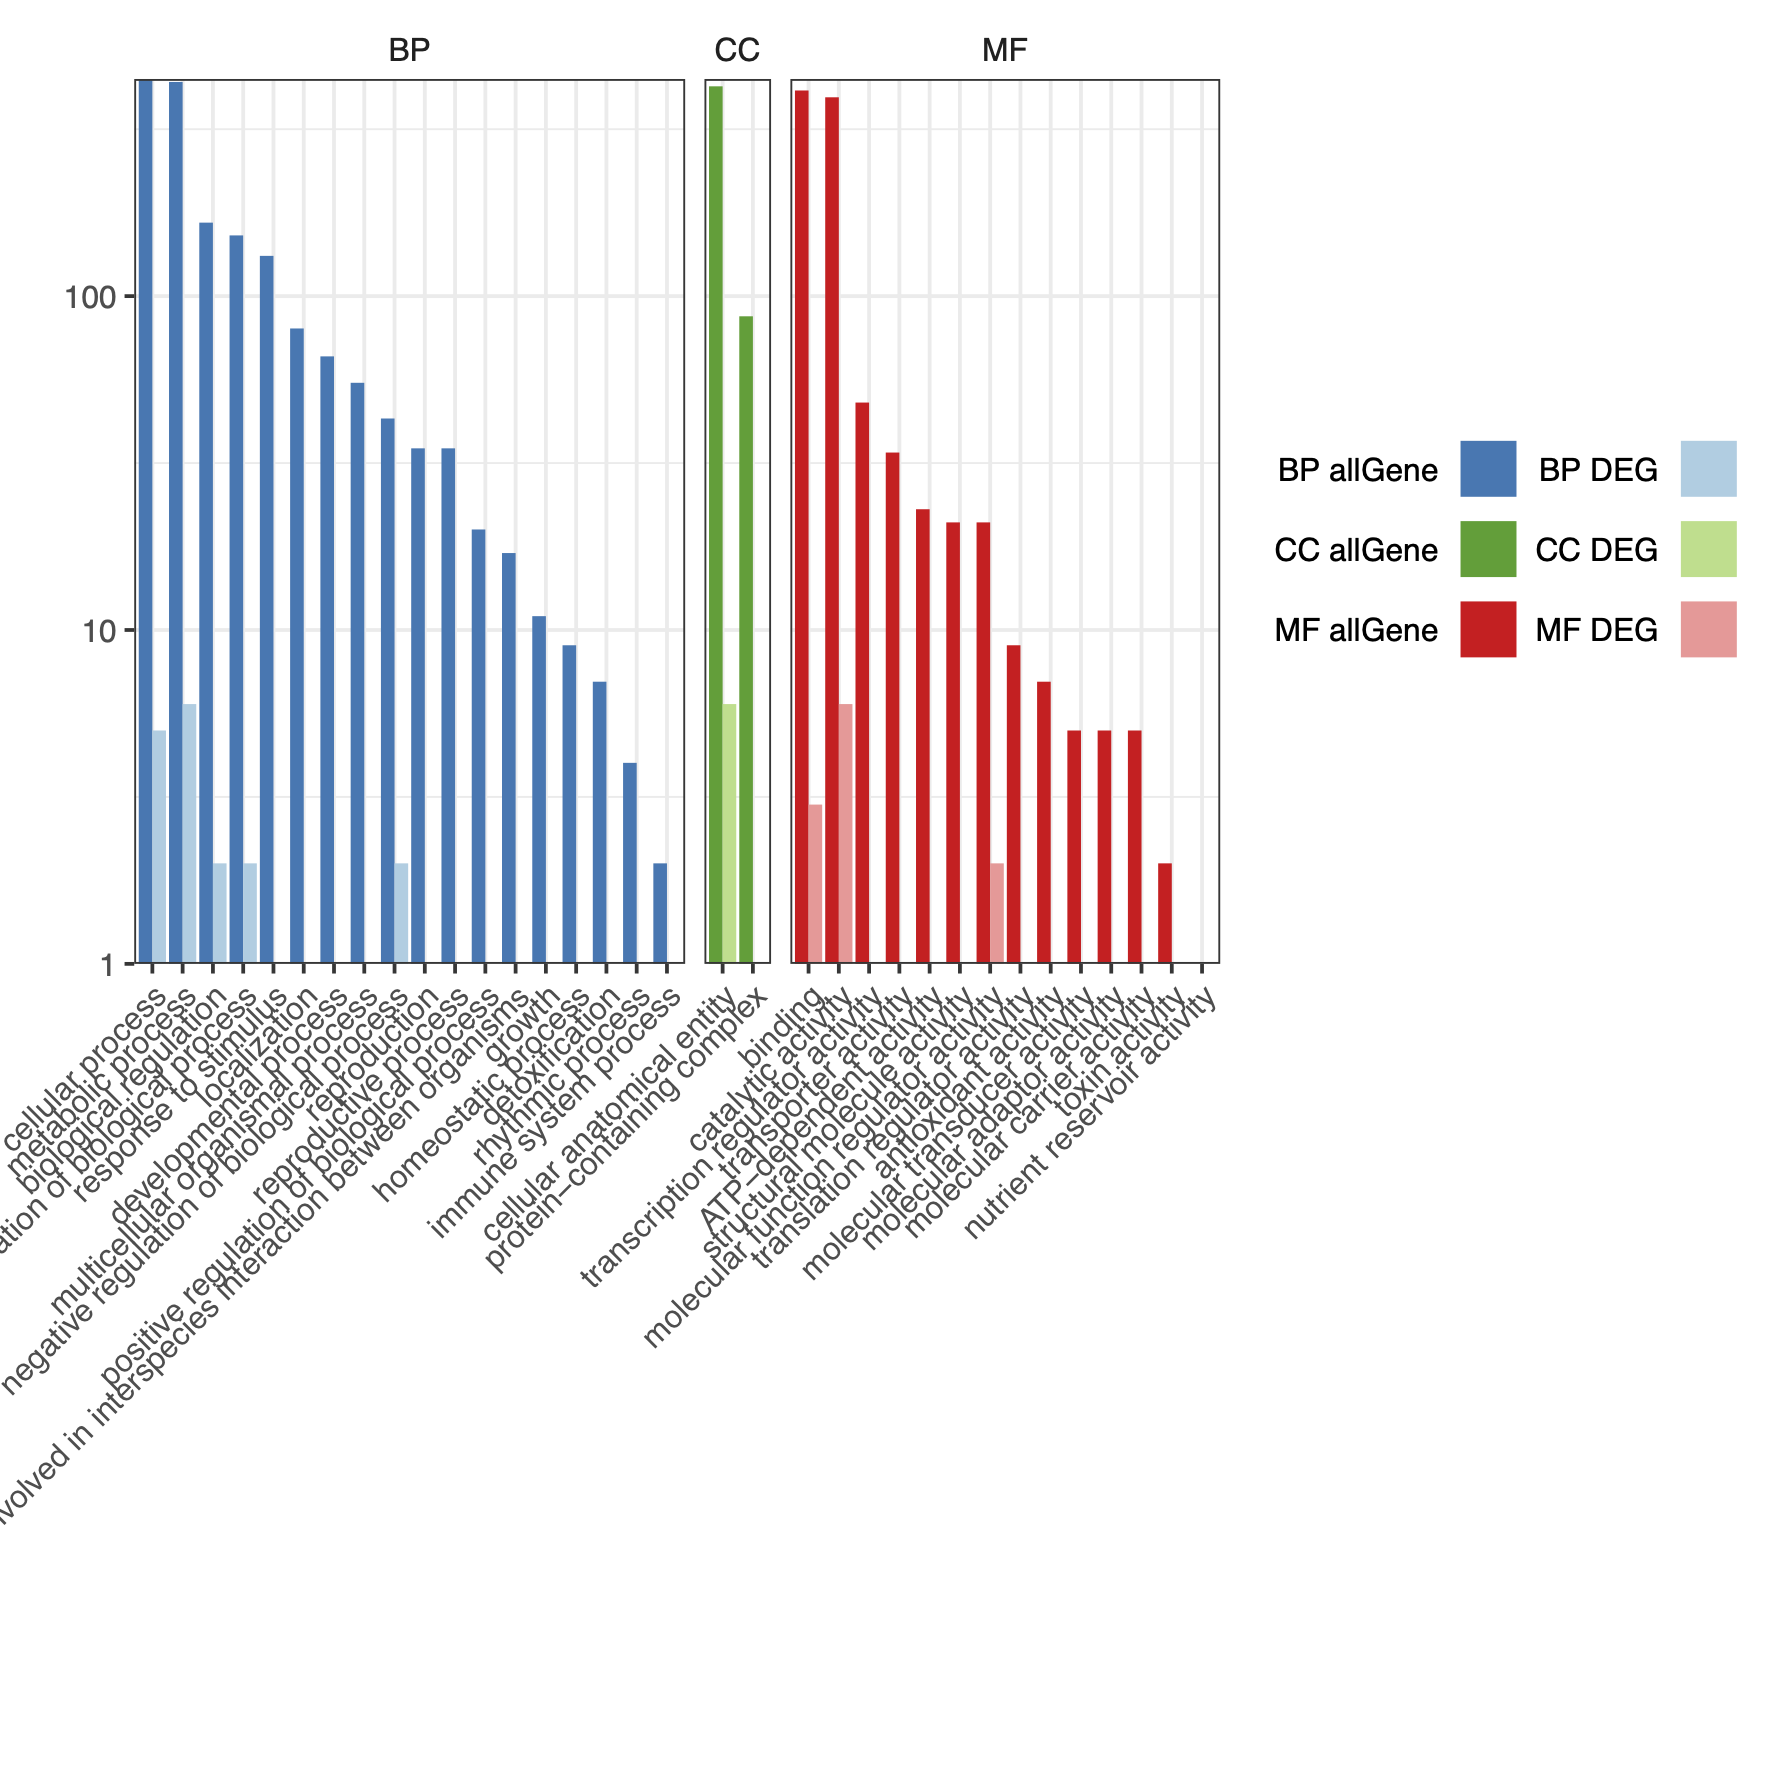 BP
CC
MF
100
10
1
cellular process
metabolic process
biological regulation
of biological process
response to stimulus
localization
developmental process
multicellular organismal process
negative regulation of biological process
reproduction
reproductive process
positive regulation of biological process
in interspecies interaction between organisms
growth
homeostatic process
detoxification
rhythmic process
immune system process
cellular anatomical entity
protein−containing complex
binding
catalytic activity
transcription regulator activity
transporter activity
ATP−dependent activity
structural molecule activity
molecular function regulator activity
translation regulator activity
antioxidant activity
molecular transducer activity
molecular adaptor activity
molecular carrier activity
toxin activity
nutrient reservoir activity
BP allGene
BP DEG
CC allGene
CC DEG
MF allGene
MF DEG